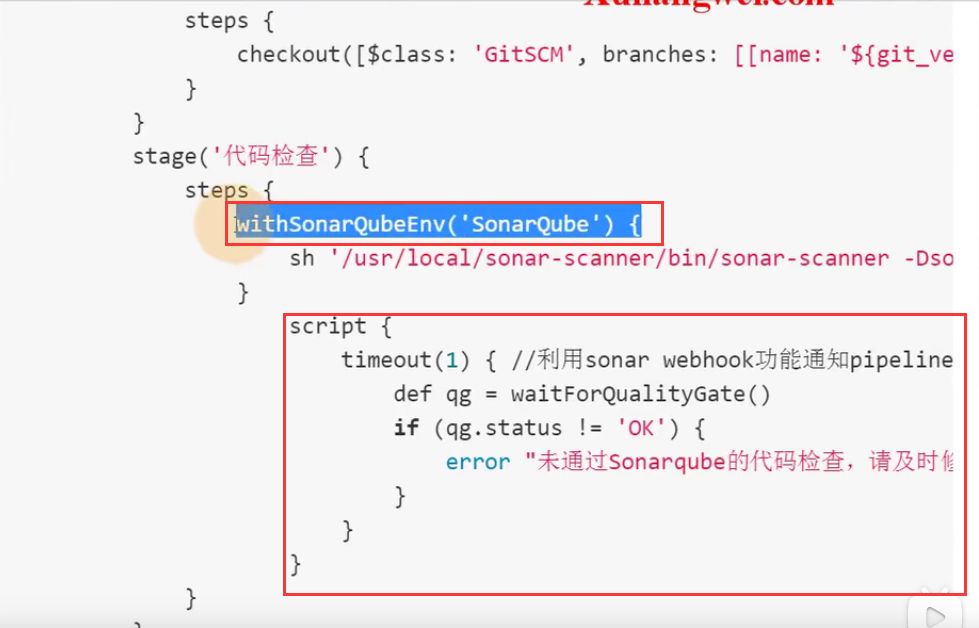 steps {
checkout([$class: 'GitSCM', branches: [[name: '${git_ve
}
}
stage('代码检查') {
steps {
withSonarQubeEnv('SonarQube') {
sh '/usr/local/sonar-scanner/bin/sonar-scanner -Dso
}
script {
timeout(1) { //利用sonar webhook功能通知pipeline
def qg = waitForQualityGate()
if (qg.status != 'OK') {
error "未通过Sonarqube的代码检查，请及时修
}
}
}
}